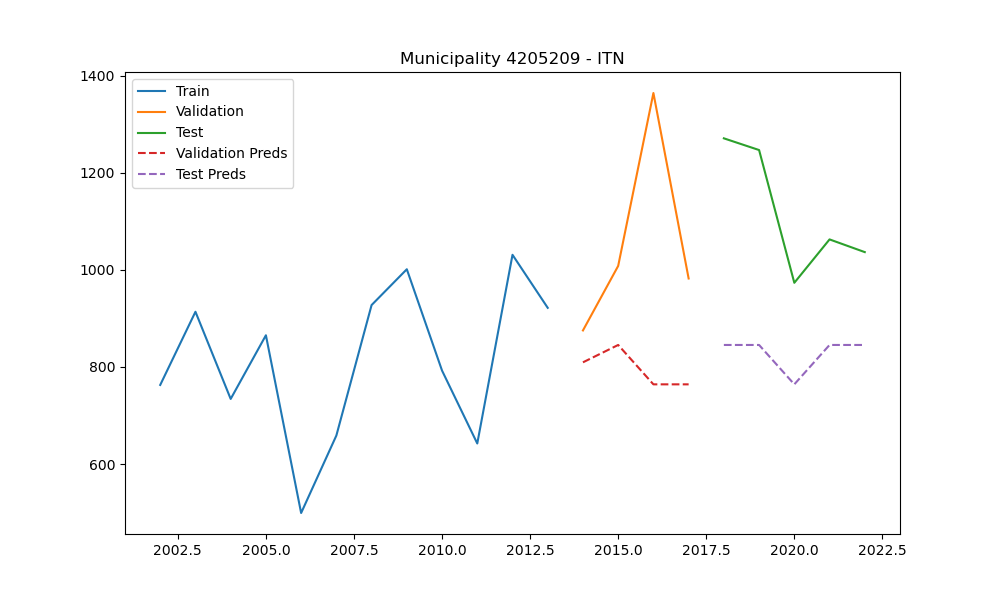 Municipality 4205209 - ITN
1400
1200
1000
800
600
Train
Validation
Test
Validation Preds
Test Preds
2002.5 2005.0 2007.5 2010.0 2012.5 2015.0 2017.5 2020.0 2022.5